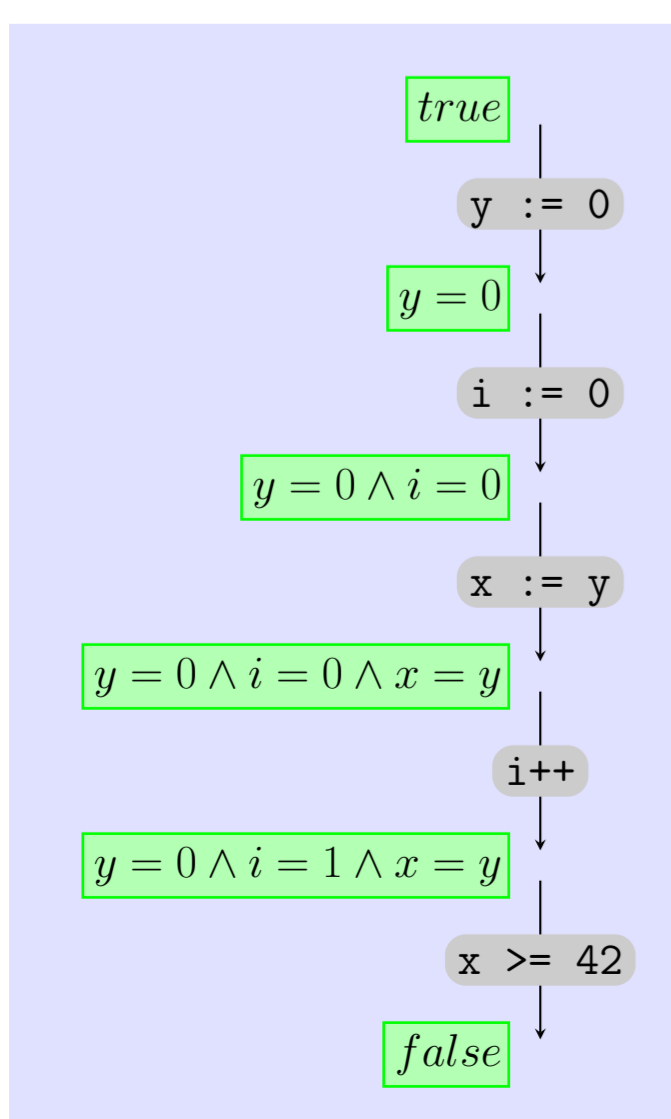 true
y := 0
y = 0
i := 0
y = 0 ∧ i = 0
x := y
y = 0 ∧ i = 0 ∧ x = y
i++
y = 0 ∧ i = 1 ∧ x = y
x >= 42
false